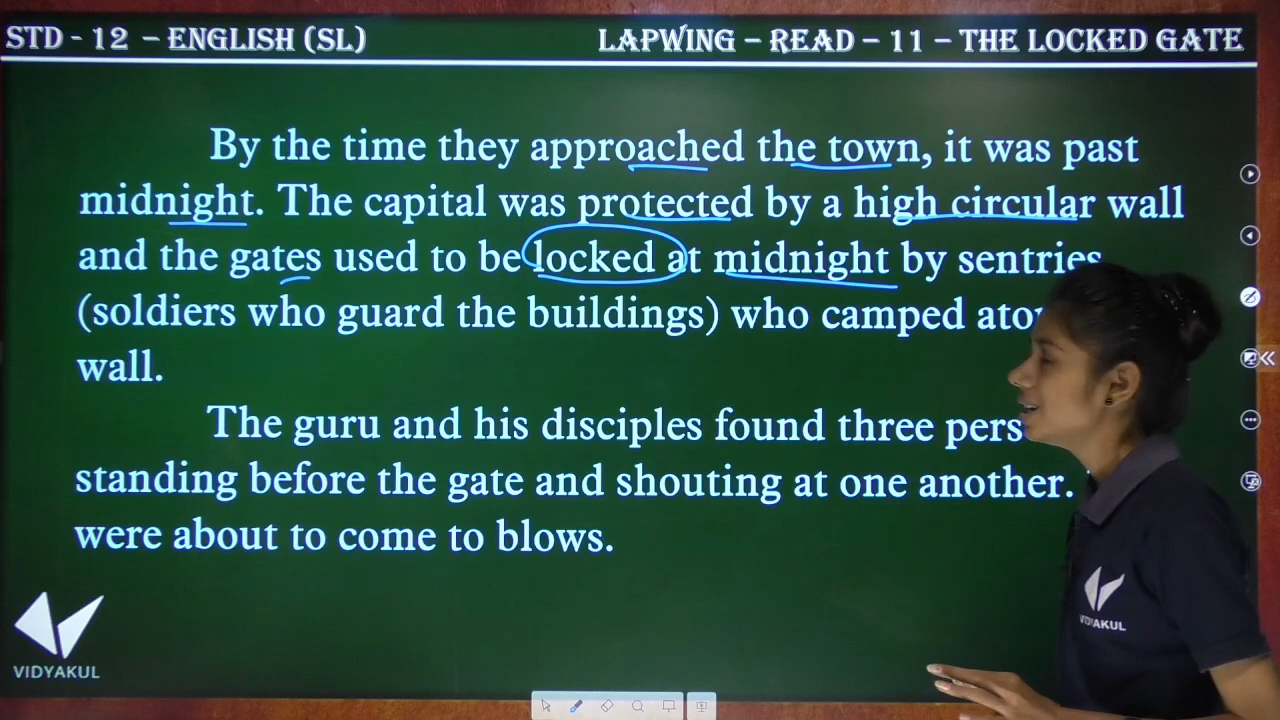 STD - 12 – ENGLISH (SL)
LAPWING – READ – 11 – THE LOCKED GATE
By the time they approached the town, it was past
midnight. The capital was protected by a high circular wall
and the gates used to be locked at midnight by sentries
(soldiers who guard the buildings) who camped
wall.
The guru and his disciples found three
standing before the gate and shouting at one another.
were about to come to blows.
VIDYAKUL
VIDYAKUL